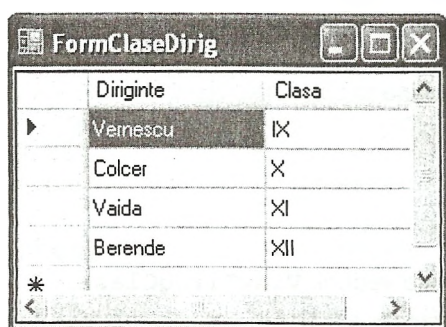 FormClaseDirig
Diriginte Clasa
Vernescu IX
Colcer X
Vaida XI
Berende XII